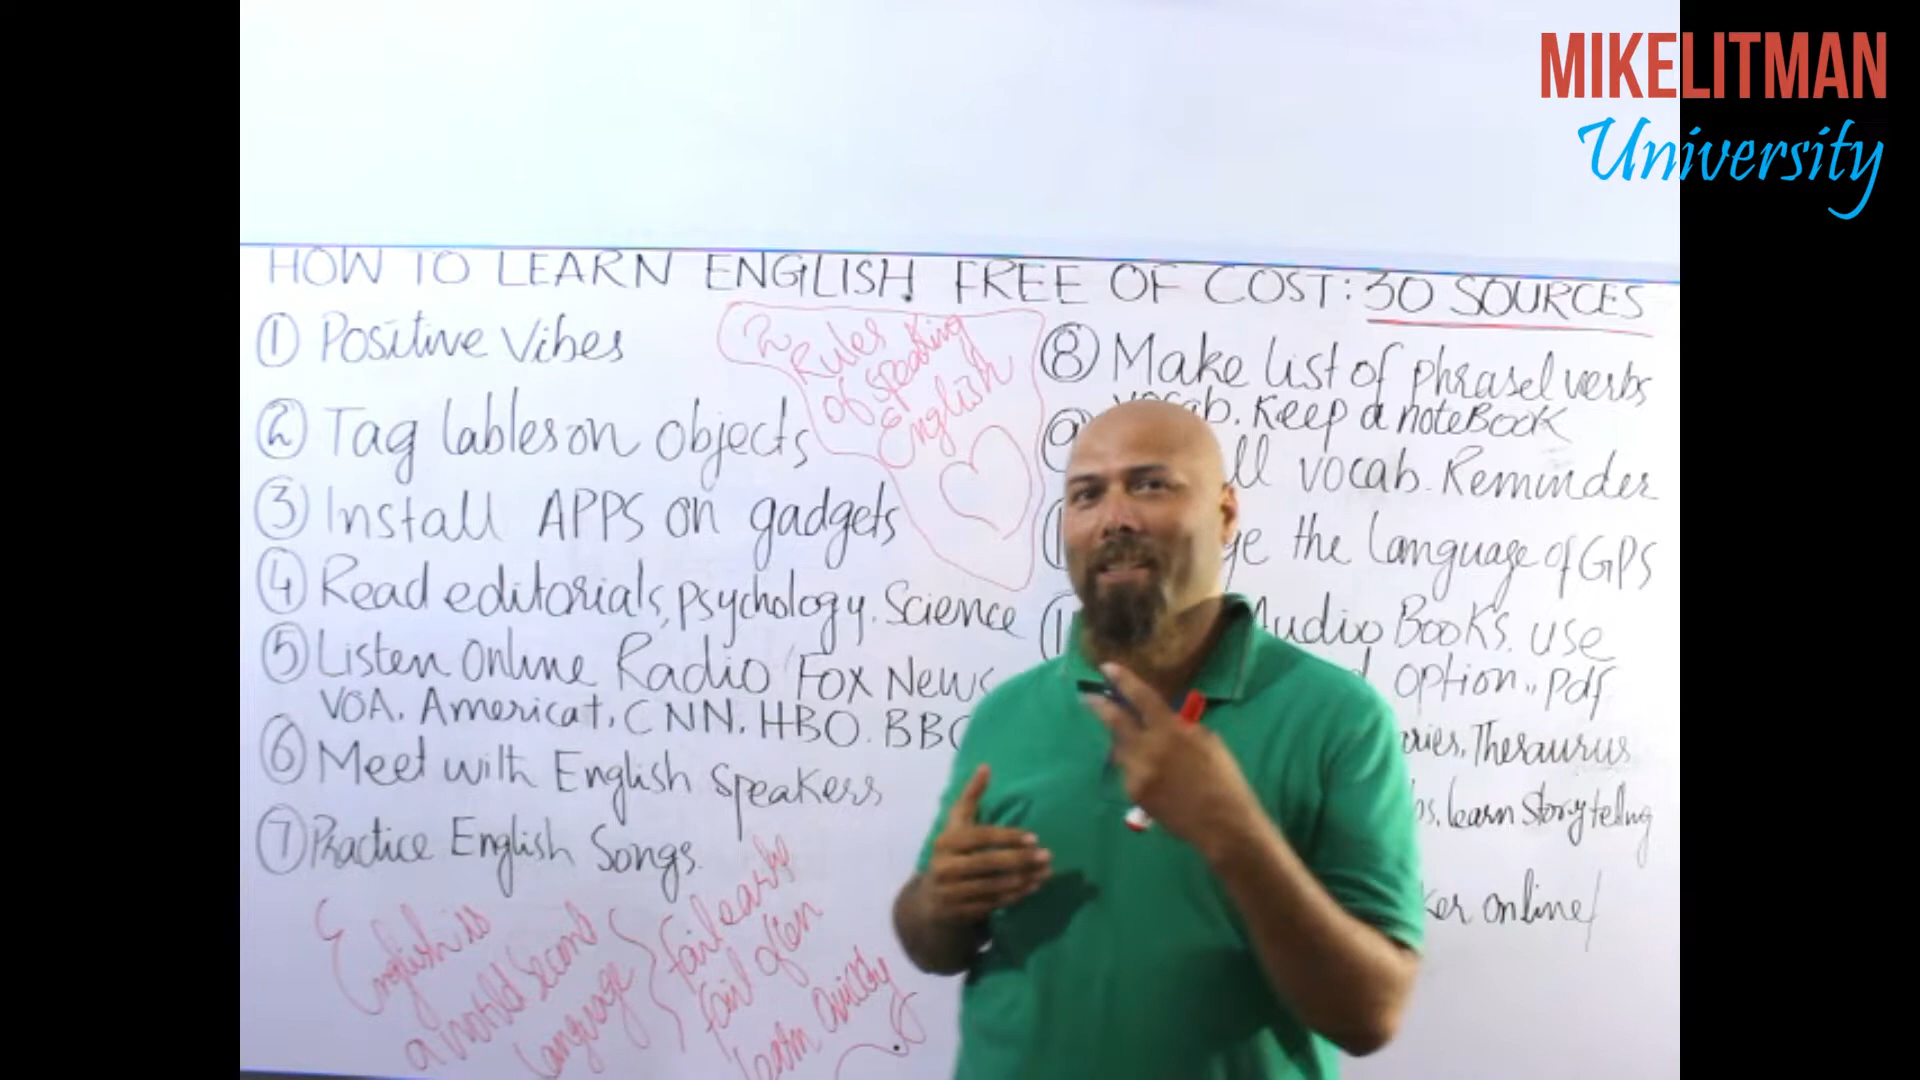 MIKELITMAN
University
HOW TO LEARN ENGLISH. FREE OF COST: 30 SOURCES
① Positive Vibes
② Tag lables on objects
③ Install APPS on gadgets
④ Read editorials, psychology. Science
⑤ Listen Online Radio Fox News
VOA. Americat. CNN. HBO. BBC
⑥ Meet with English speakers
⑦ Practice English Songs.
2 Rules
of speaking
English
⑧ Make list of phrasel verbs
vocab. Keep a noteBook
vocab. Reminder
the language of GPS
Audio Books. use
option,, pdf
Thesaurus
learn Storyteling
online/
English is
a world second
language
fail early
fail often
learn quickly